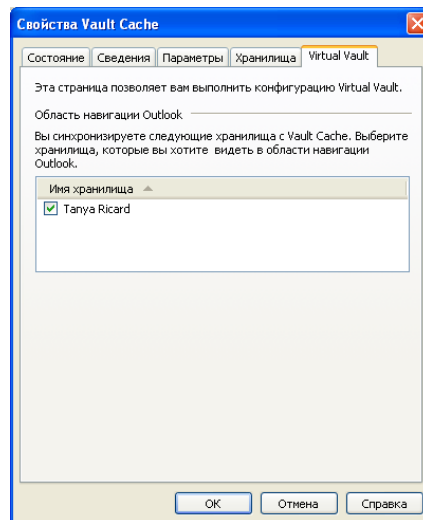 Свойства Vault Cache
Состояние Сведения Параметры Хранилища Virtual Vault
Эта страница позволяет вам выполнить конфигурацию Virtual Vault.
Область навигации Outlook
Вы синхронизируете следующие хранилища с Vault Cache. Выберите
хранилища, которые вы хотите видеть в области навигации
Outlook.
Имя хранилища
Tanya Ricard
OK Отмена Справка